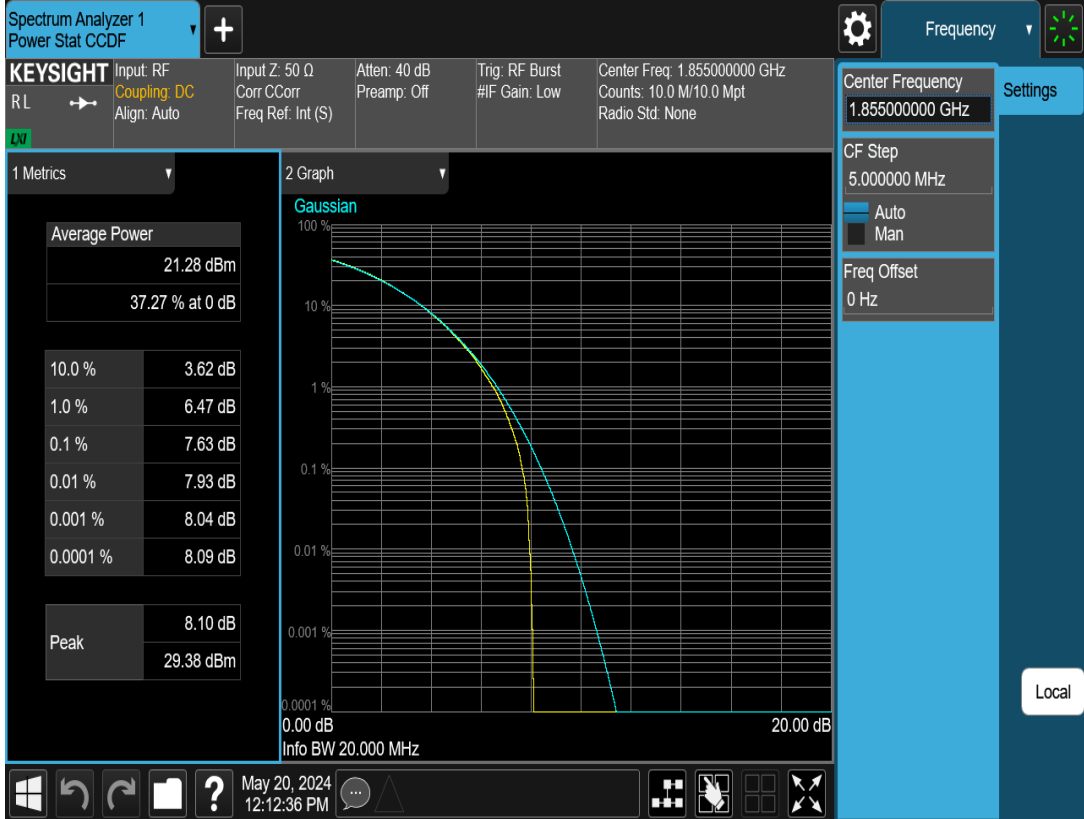 Spectrum Analyzer 1
Power Stat CCDF
+
Frequency
KEYSIGHT
RL
LXI
Input: RF
Coupling: DC
Align: Auto
Input Z: 50 Ω
Corr CCorr
Freq Ref: Int (S)
Atten: 40 dB
Preamp: Off
Trig: RF Burst
#IF Gain: Low
Center Freq: 1.855000000 GHz
Counts: 10.0 M/10.0 Mpt
Radio Std: None
Center Frequency
1.855000000 GHz
Settings
CF Step
5.000000 MHz
Auto
Man
Freq Offset
0 Hz
1 Metrics
Average Power
21.28 dBm
37.27 % at 0 dB
10.0 % 3.62 dB
1.0 % 6.47 dB
0.1 % 7.63 dB
0.01 % 7.93 dB
0.001 % 8.04 dB
0.0001 % 8.09 dB
Peak
8.10 dB
29.38 dBm
2 Graph
Gaussian
100 %
10 %
1 %
0.1 %
0.01 %
0.001 %
0.0001 %
0.00 dB 20.00 dB
Info BW 20.000 MHz
Local
?
May 20, 2024
12:12:36 PM